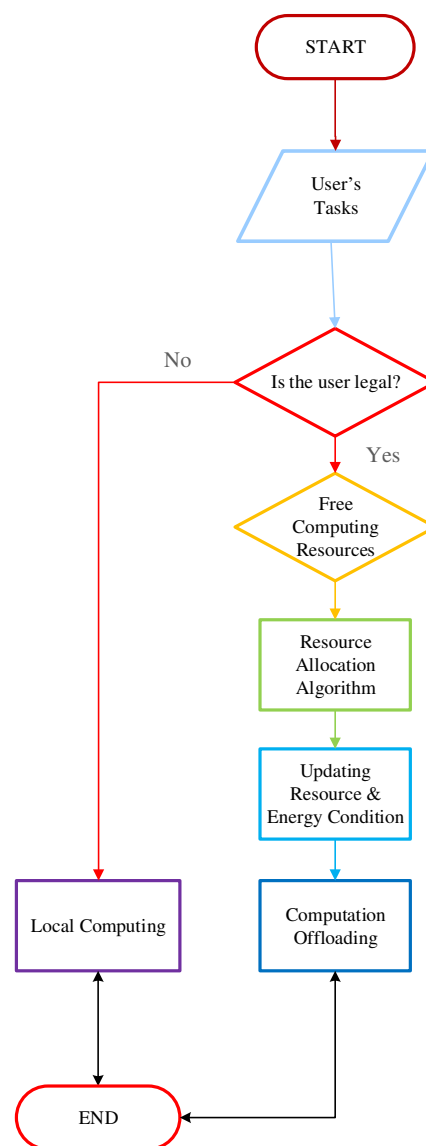 START
User's
Tasks
Is the user legal?
No
Yes
Free
Computing
Resources
Resource
Allocation
Algorithm
Updating
Resource &
Energy Condition
Local Computing
Computation
Offloading
END